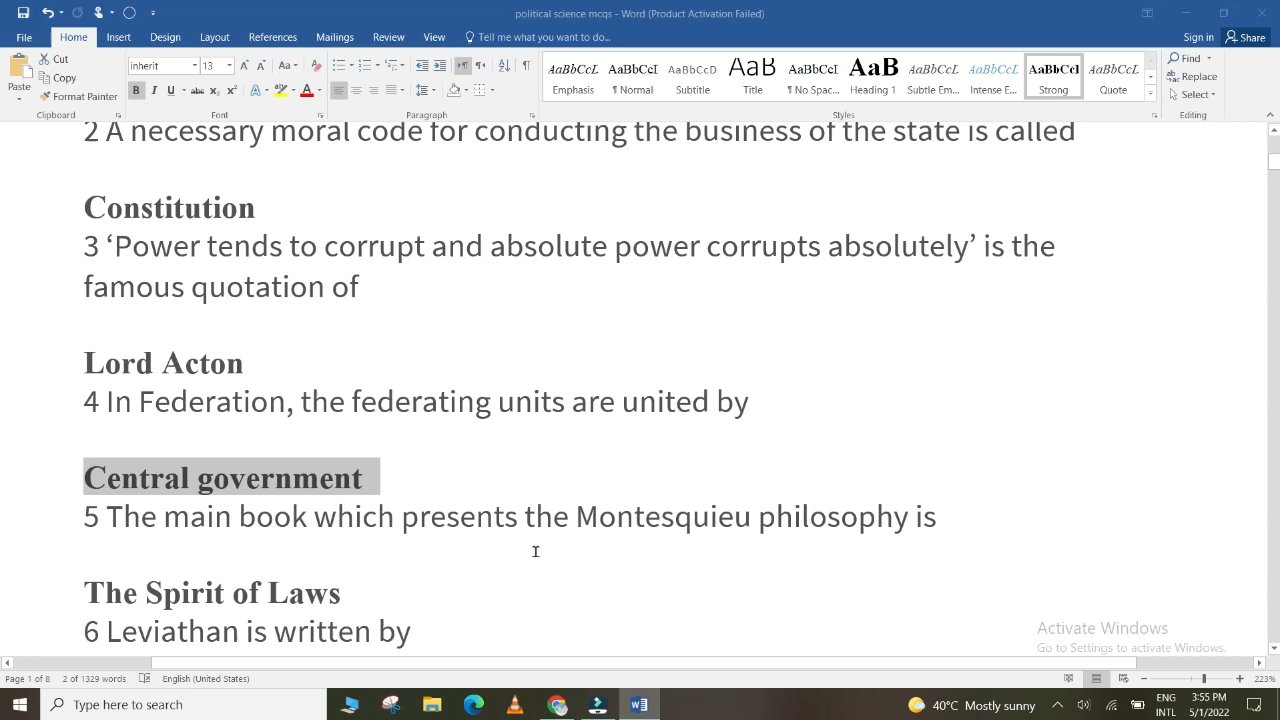 political science mcqs - Word (Product Activation Failed)
File Home Insert Design Layout References Mailings Review View Tell me what you want to do... Sign in Share
Paste Cut Copy Format Painter
inherit 13
AaBbCcL AaBbCcI AaBbCcD AaB AaBbCcI AaB AaBbCcL AaBbCcL AaBbCcl AaBbCcL
Emphasis ¶ Normal Subtitle Title ¶ No Spac... Heading 1 Subtle Em... Intense E... Strong Quote
Find Replace Select
Clipboard Font Paragraph Styles Editing
2 A necessary moral code for conducting the business of the state is called
Constitution
3 ‘Power tends to corrupt and absolute power corrupts absolutely’ is the
famous quotation of
Lord Acton
4 In Federation, the federating units are united by
Central government
5 The main book which presents the Montesquieu philosophy is
The Spirit of Laws
6 Leviathan is written by
Activate Windows
Go to Settings to activate Windows.
Page 1 of 8 2 of 1329 words English (United States) 223%
Type here to search 40°C Mostly sunny ENG INTL 3:55 PM 5/1/2022